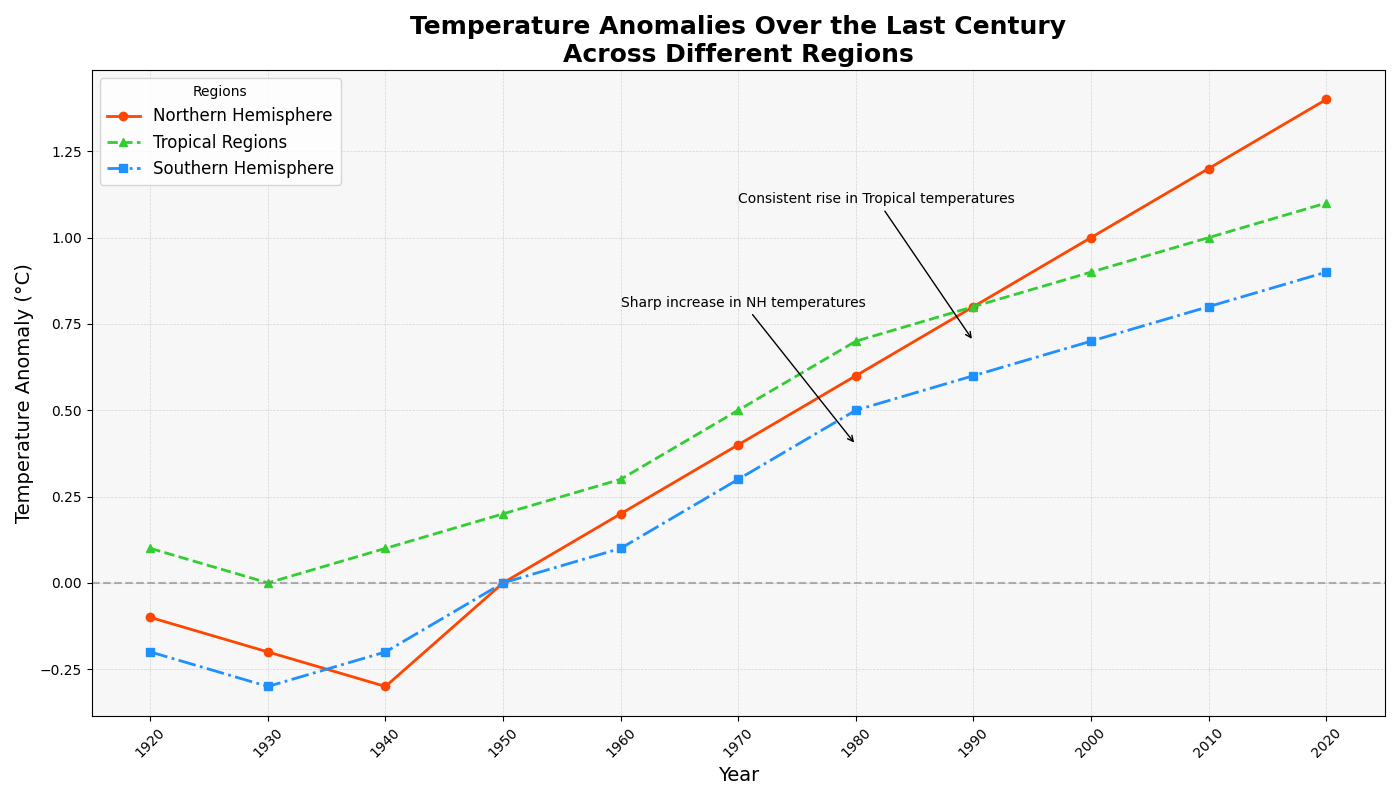 Temperature Anomalies Over the Last Century
Across Different Regions
Regions
Northern Hemisphere
Tropical Regions
Southern Hemisphere
Consistent rise in Tropical temperatures
Sharp increase in NH temperatures
Temperature Anomaly (°C)
1.25
1.00
0.75
0.50
0.25
0.00
−0.25
1920
1930
1940
1950
1960
1970
1980
1990
2000
2010
2020
Year